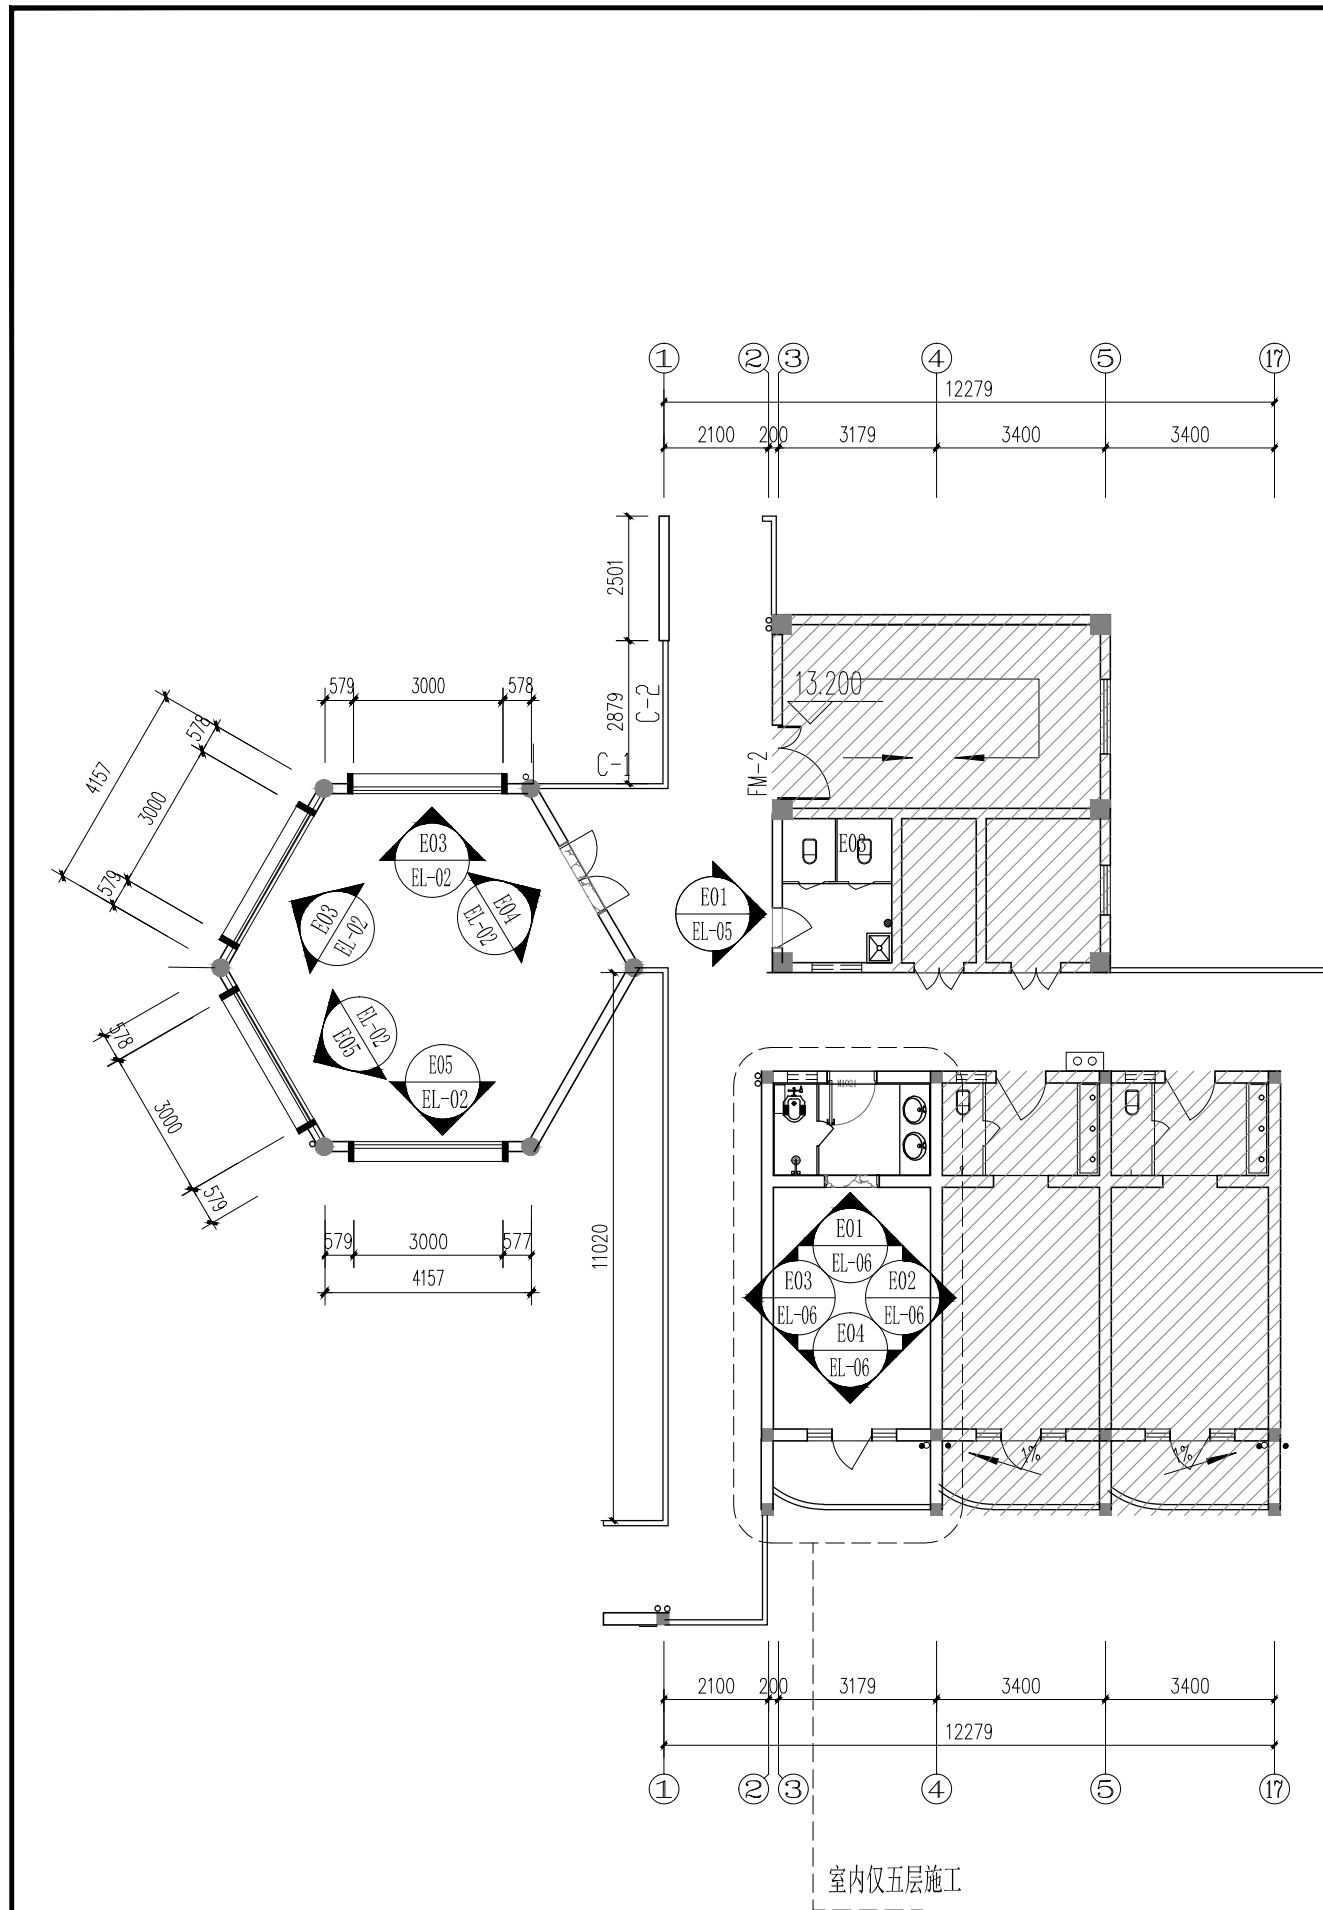 1 2 3 4 5 17
12279
2100 200 3179 3400 3400
2501
2879
C-2
C-1
13.200
FM-2
579 3000 578
4157
578
3000
579
E03
EL-02
E03
EL-02
E04
EL-02
E03
E01
EL-05
EL-02
E05
E05
EL-02
578
3000
579
579 3000 577
4157
11020
E01
EL-06
E03
EL-06
E02
EL-06
E04
EL-06
1%
1%
2100 200 3179 3400 3400
12279
1 2 3 4 5 17
室内仅五层施工